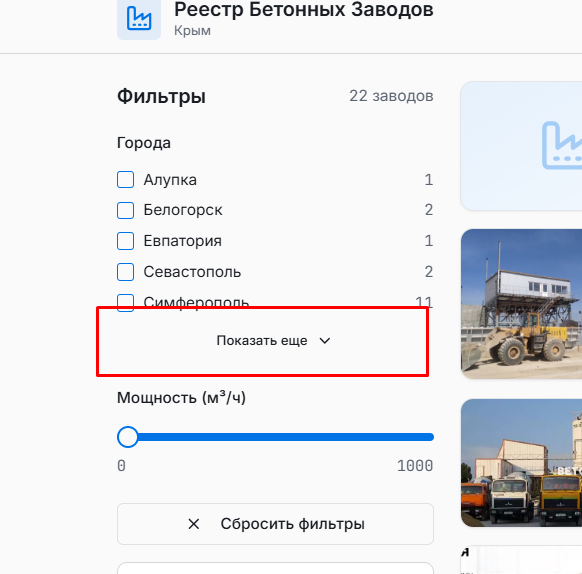 Реестр Бетонных Заводов
Крым
Фильтры 22 заводов
Города
Алупка 1
Белогорск 2
Евпатория 1
Севастополь 2
Симферополь 11
Показать еще
Мощность (м³/ч)
0 1000
Сбросить фильтры